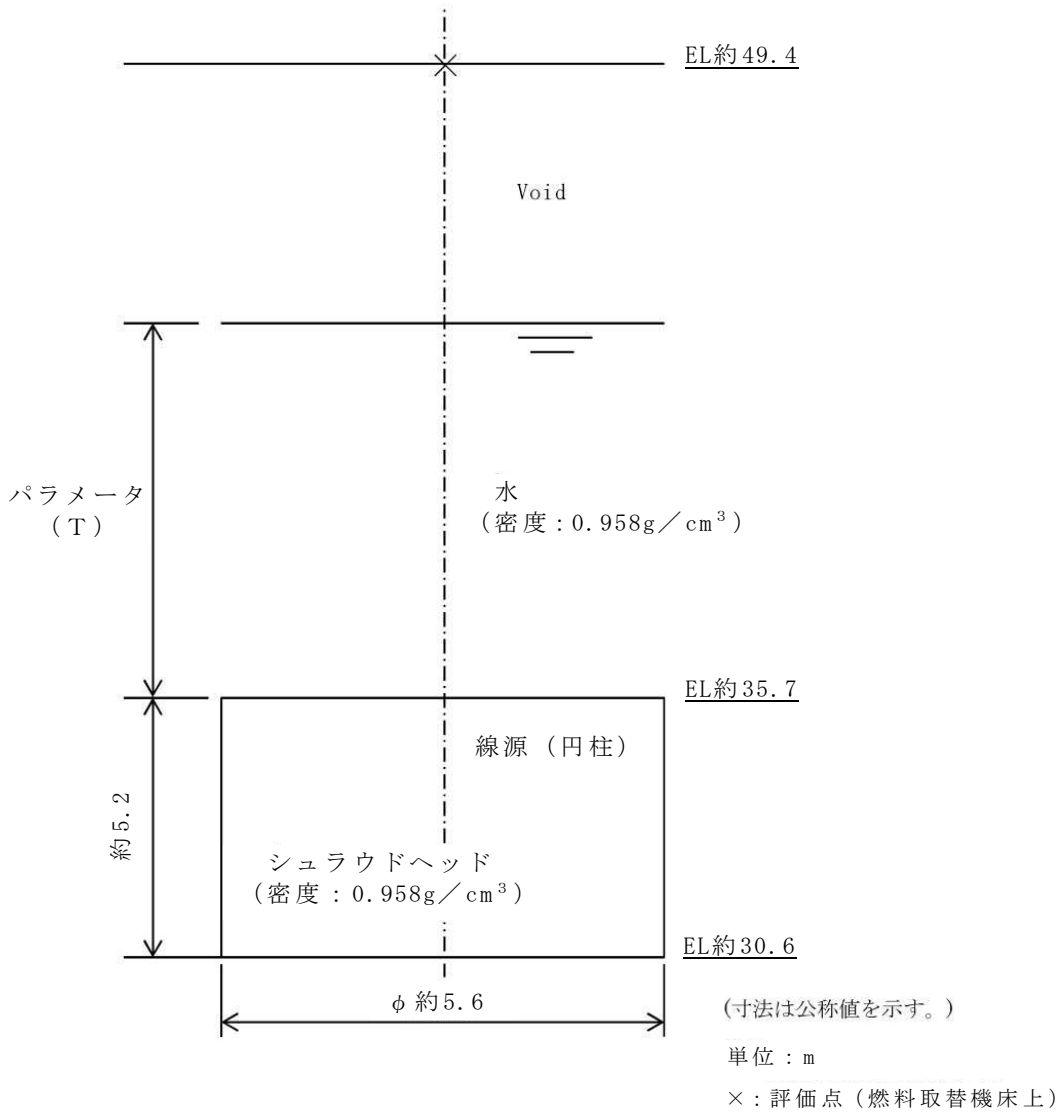 EL約49.4
Void
パラメータ
(T)
水
(密度:0.958g/cm³)
EL約35.7
線源(円柱)
約5.2
シュラウドヘッド
(密度:0.958g/cm³)
EL約30.6
φ約5.6
(寸法は公称値を示す。)
単位:m
×:評価点(燃料取替機床上)